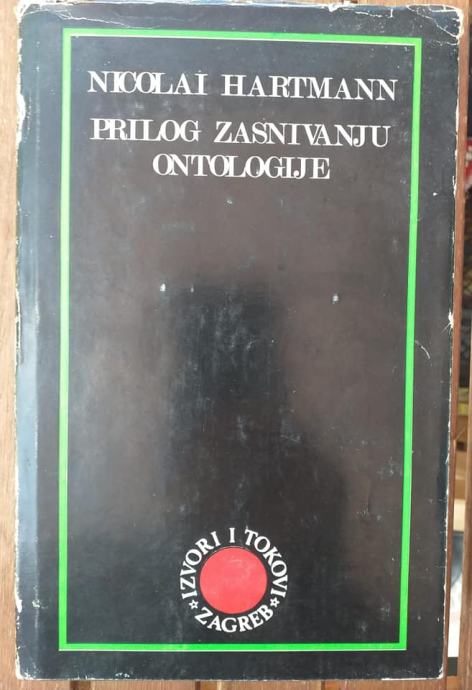 NICOLAI HARTMANN
PRILOG ZASNIVANJU
ONTOLOGIJE
IZVORI I TOKOVI
★ ZAGREB ★